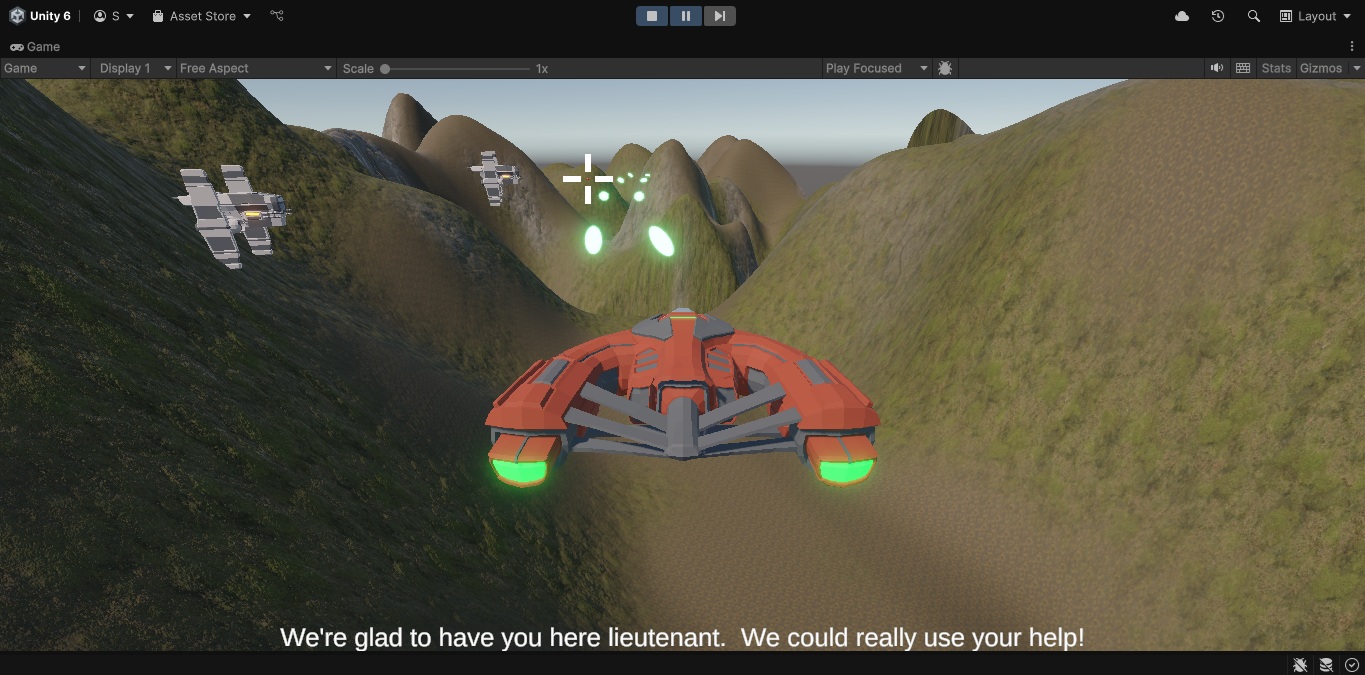 Unity 6 S Asset Store Layout
Game
Game Display 1 Free Aspect Scale 1x Play Focused Stats Gizmos
We're glad to have you here lieutenant.  We could really use your help!